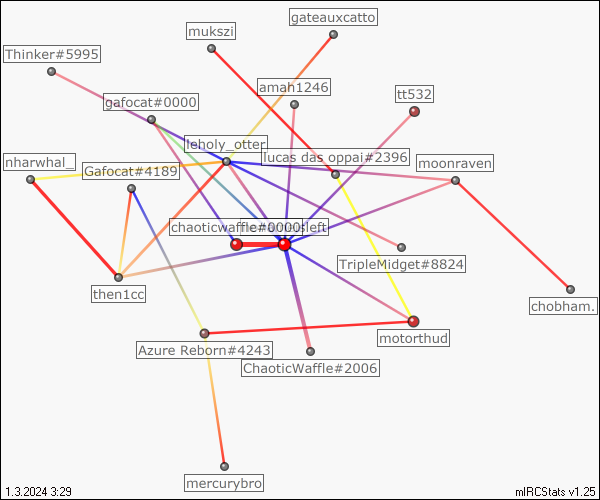 gateauxcatto
mukszi
Thinker#5995
amah1246
tt532
gafocat#0000
leholy_otter
lucas das oppai#2396
nharwhal_
Gafocat#4189
moonraven
chaoticwaffle#0000
left
TripleMidget#8824
then1cc
chobham.
motorthud
Azure Reborn#4243
ChaoticWaffle#2006
mercurybro
1.3.2024 3:29
mIRCStats v1.25